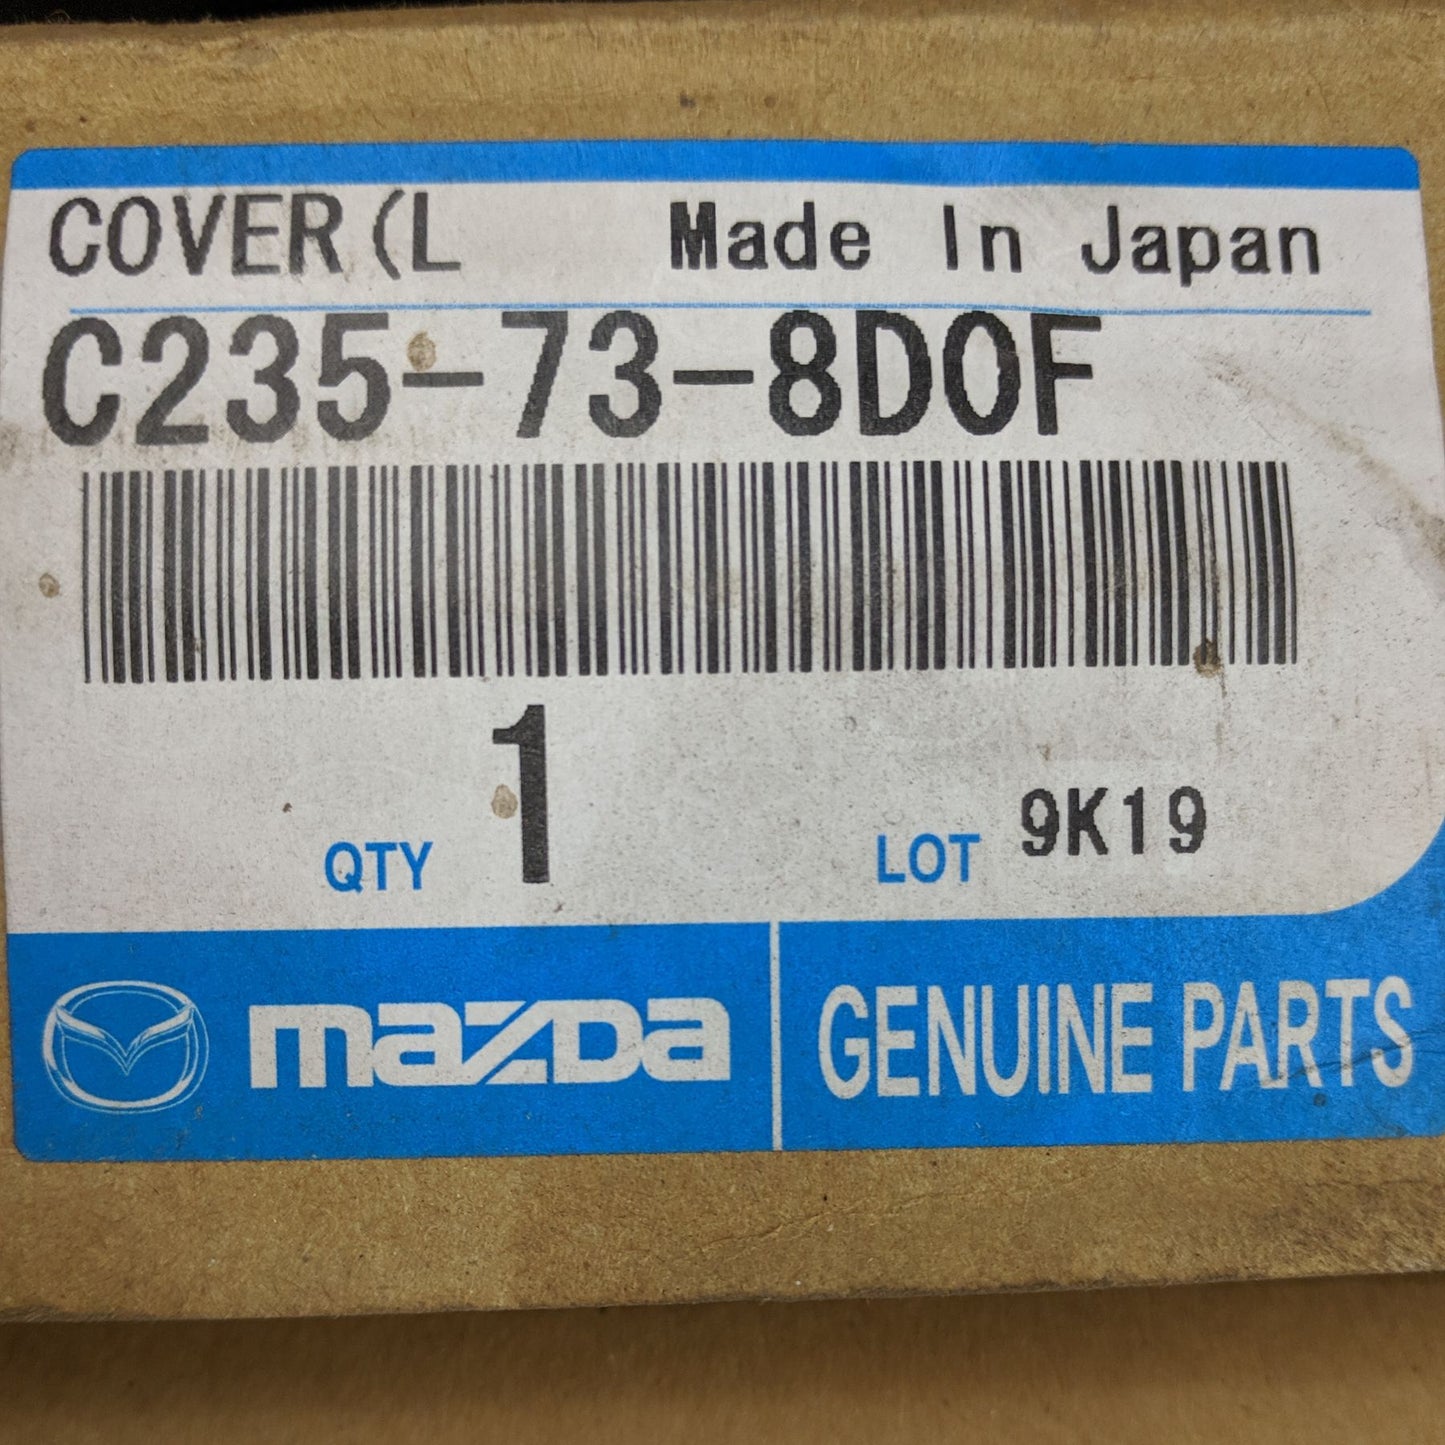 COVER(L Made In Japan
C235-73-8D0F
QTY 1 LOT 9K19
mazda GENUINE PARTS